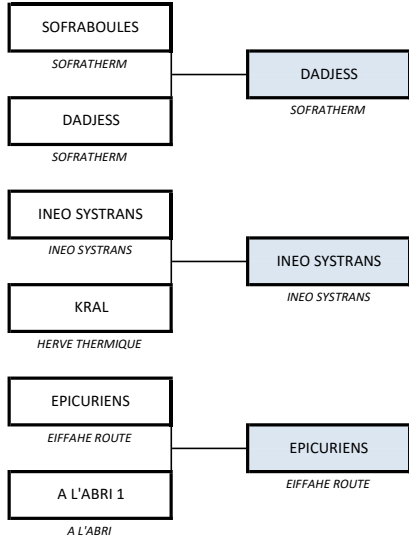 SOFRABOULES
SOFRATHERM
DADJESS
SOFRATHERM
DADJESS
SOFRATHERM
INEO SYSTRANS
INEO SYSTRANS
INEO SYSTRANS
INEO SYSTRANS
KRAL
HERVE THERMIQUE
EPICURIENS
EIFFAHE ROUTE
EPICURIENS
EIFFAHE ROUTE
A L'ABRI 1
A L'ABRI